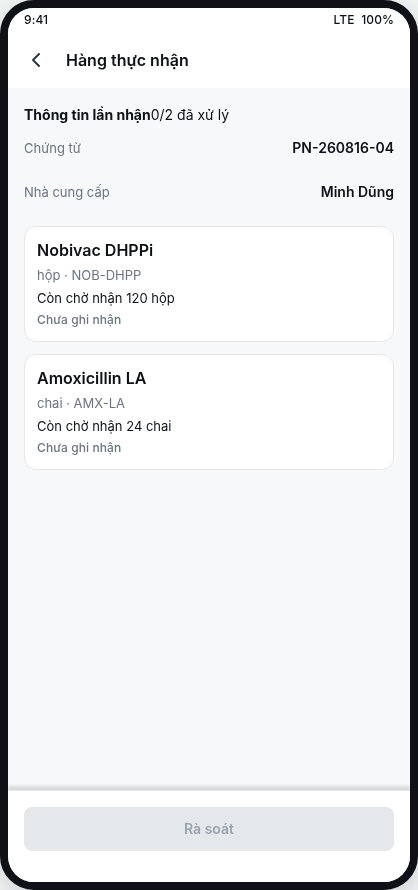 9:41 LTE 100%
Hàng thực nhận
Thông tin lần nhận0/2 đã xử lý
Chứng từ PN-260816-04
Nhà cung cấp Minh Dũng
Nobivac DHPPi
hộp · NOB-DHPP
Còn chờ nhận 120 hộp
Chưa ghi nhận
Amoxicillin LA
chai · AMX-LA
Còn chờ nhận 24 chai
Chưa ghi nhận
Rà soát